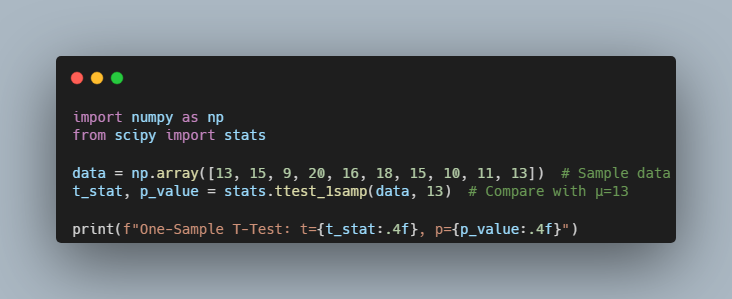 import numpy as np
from scipy import stats
data = np.array([13, 15, 9, 20, 16, 18, 15, 10, 11, 13])  # Sample data
t_stat, p_value = stats.ttest_1samp(data, 13)  # Compare with μ=13
print(f"One-Sample T-Test: t={t_stat:.4f}, p={p_value:.4f}")